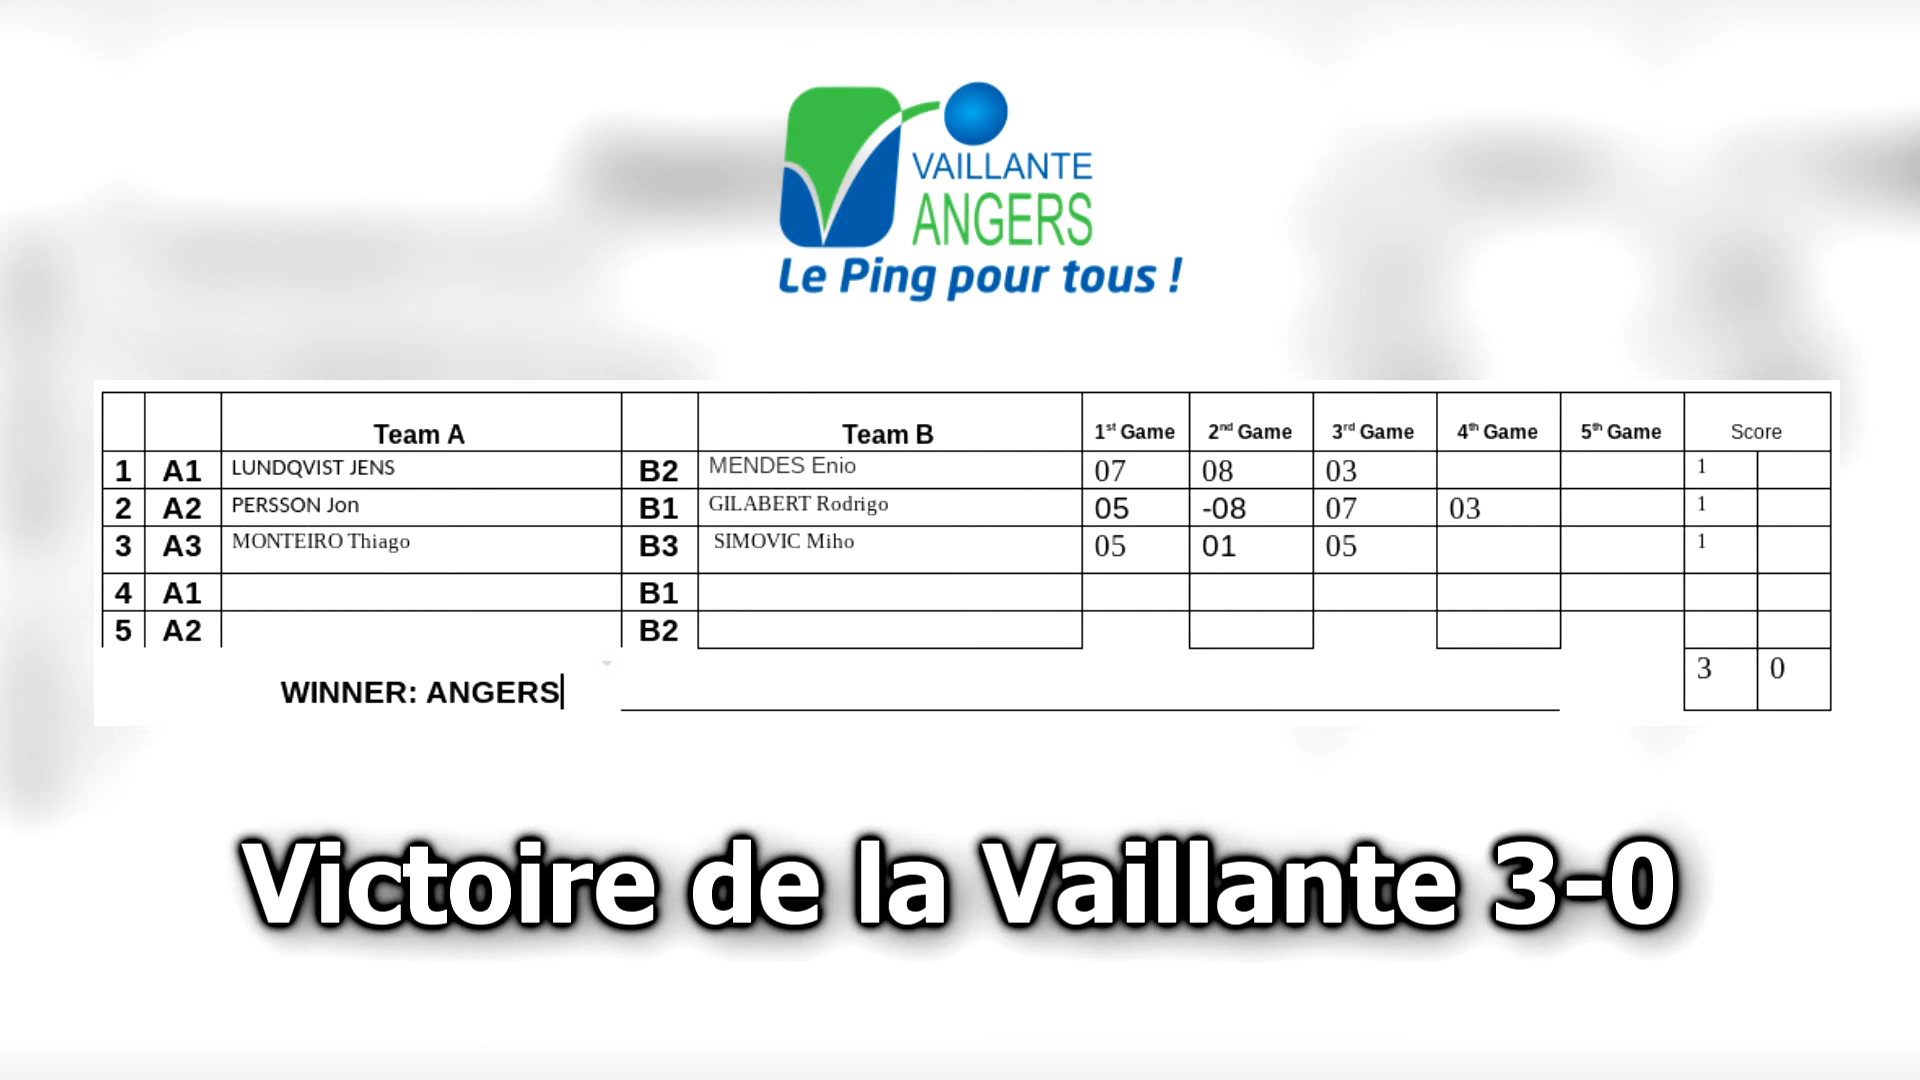 VAILLANTE
ANGERS
Le Ping pour tous !
Team A Team B 1st Game 2nd Game 3rd Game 4th Game 5th Game Score
1 A1 LUNDQVIST JENS B2 MENDES Enio 07 08 03 1
2 A2 PERSSON Jon B1 GILABERT Rodrigo 05 -08 07 03 1
3 A3 MONTEIRO Thiago B3 SIMOVIC Miho 05 01 05 1
4 A1 B1
5 A2 B2
3 0
WINNER: ANGERS
Victoire de la Vaillante 3-0